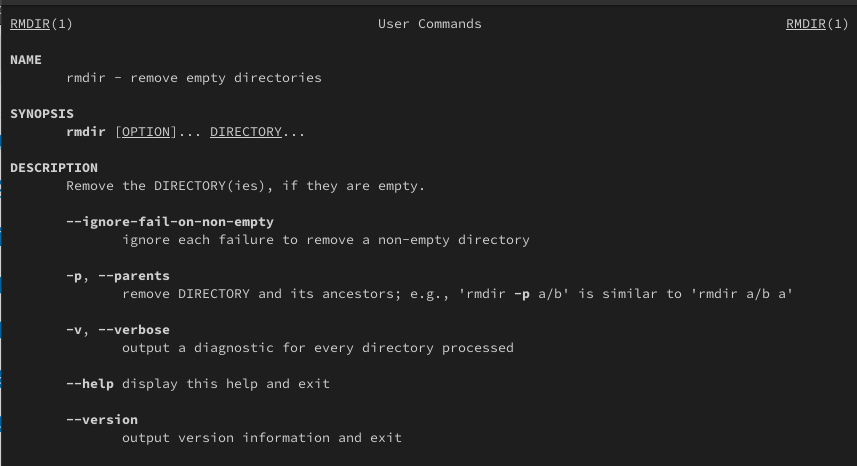 RMDIR(1) User Commands RMDIR(1)
NAME
rmdir - remove empty directories
SYNOPSIS
rmdir [OPTION]... DIRECTORY...
DESCRIPTION
Remove the DIRECTORY(ies), if they are empty.
--ignore-fail-on-non-empty
ignore each failure to remove a non-empty directory
-p, --parents
remove DIRECTORY and its ancestors; e.g., 'rmdir -p a/b' is similar to 'rmdir a/b a'
-v, --verbose
output a diagnostic for every directory processed
--help display this help and exit
--version
output version information and exit